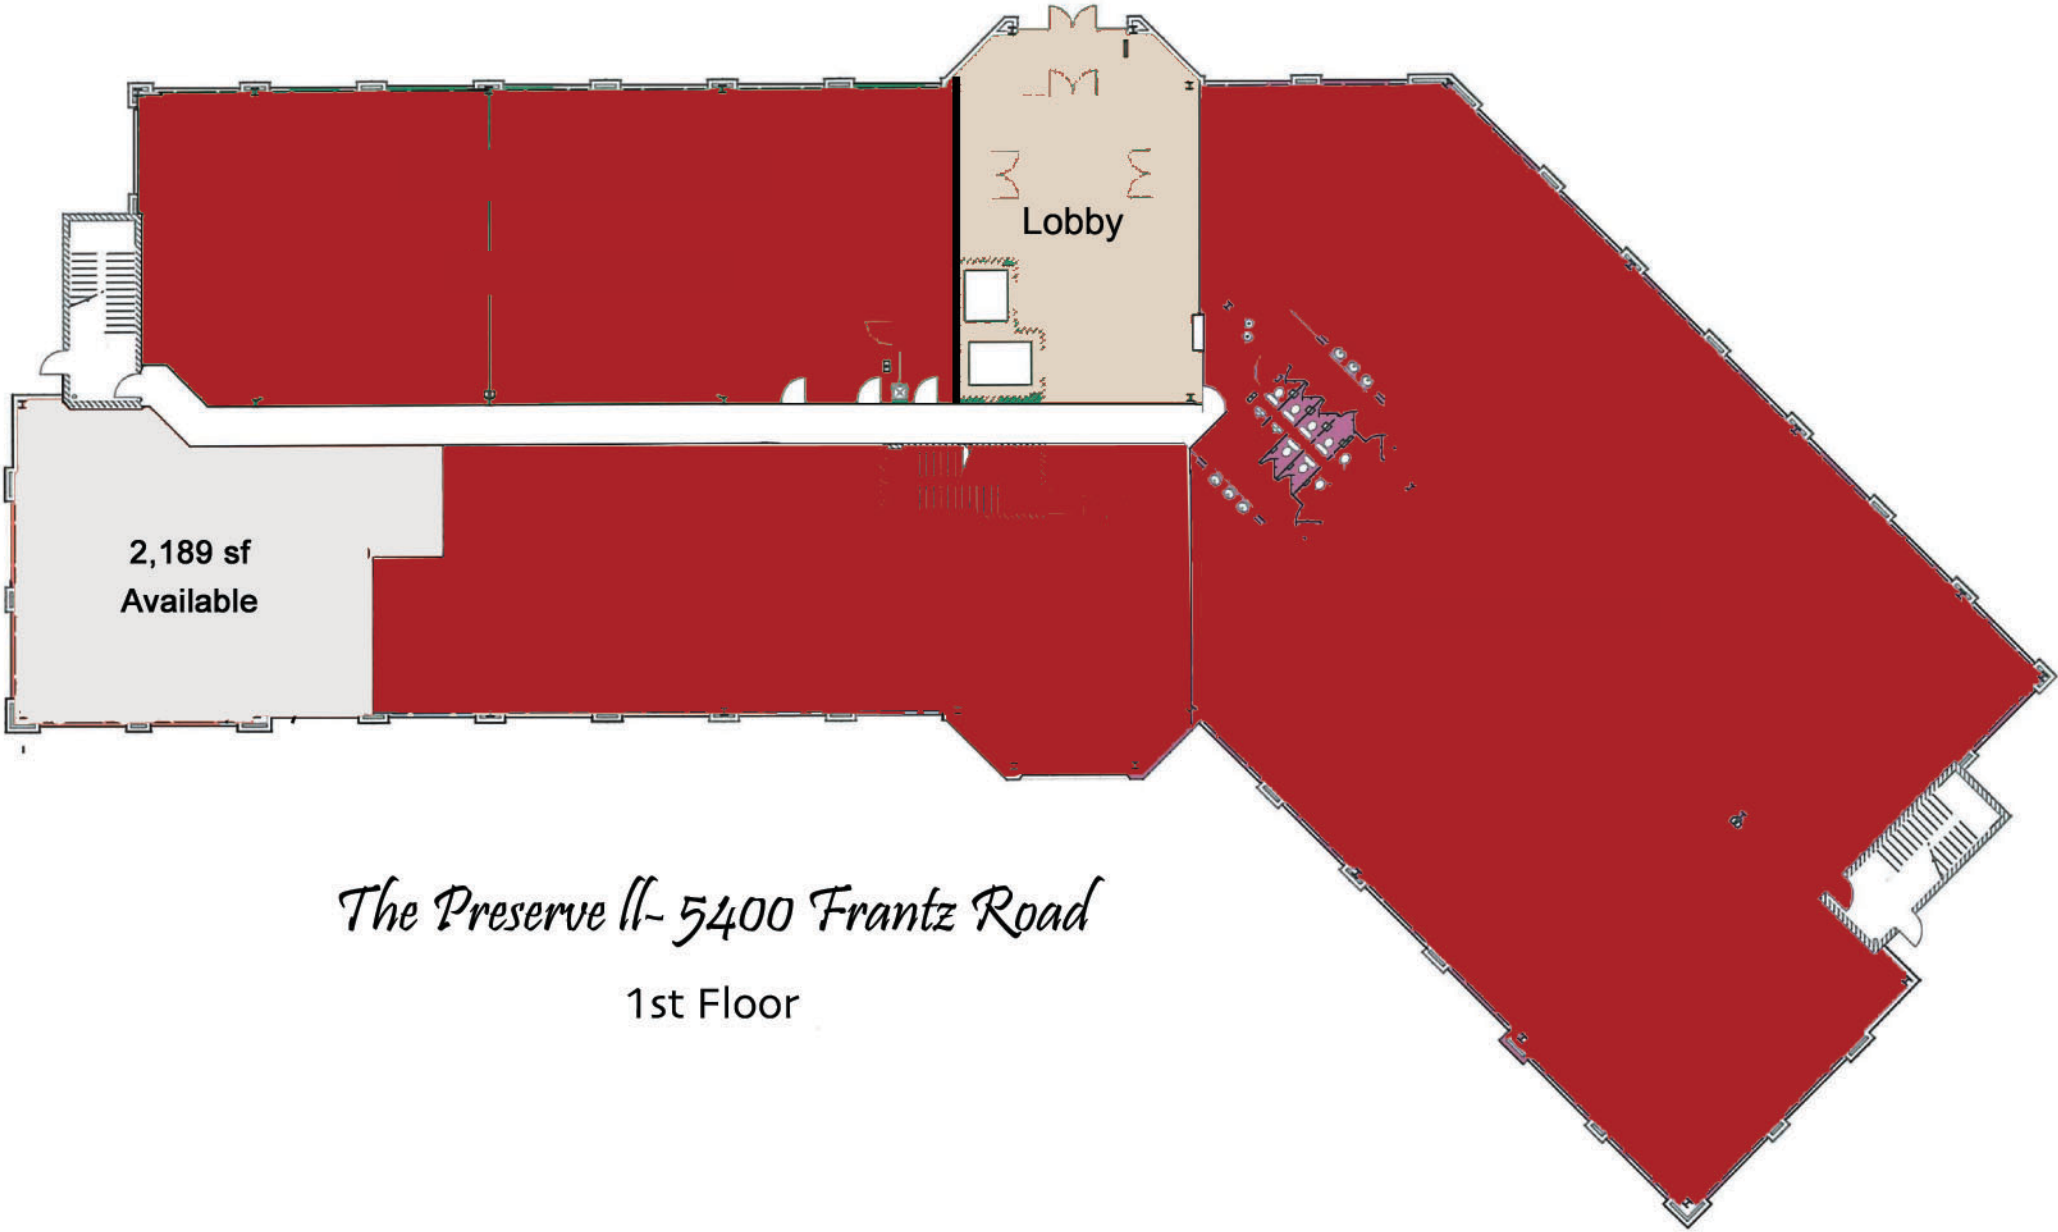 Lobby
2,189 sf
Available
The Preserve ll- 5400 Frantz Road
1st Floor